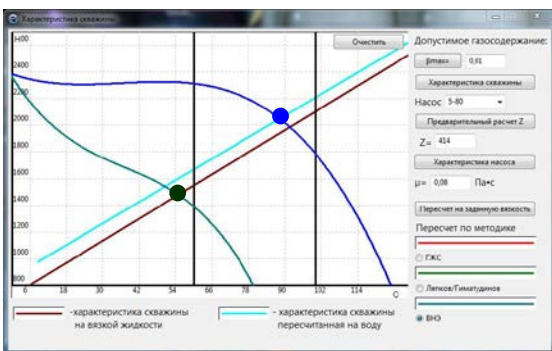 Характеристика скважины
H00
2400
2200
2000
1800
1600
1400
1200
1000
800
6
18
30
42
54
66
78
90
102
114
Q
Очистить
Допустимое газосодержание:
βmax=
Характеристика скважины
Насос 5-80
Предварительный расчет Z
Z= 414
Характеристика насоса
μ= 0,08 Па•с
Пересчет на заданную вязкость
Пересчет по методике
ГЖС
Ляпков/Гиматудинов
ВНЭ
-характеристика скважины
на вязкой жидкости
- характеристика скважины
пересчитанная на воду